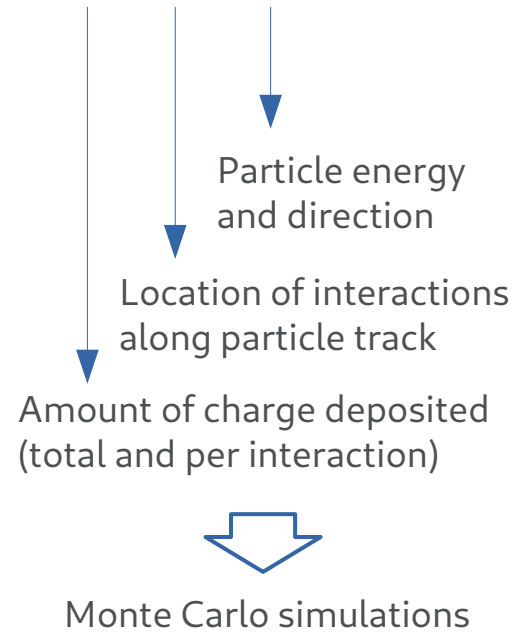 Particle energy
and direction
Location of interactions
along particle track
Amount of charge deposited
(total and per interaction)
Monte Carlo simulations